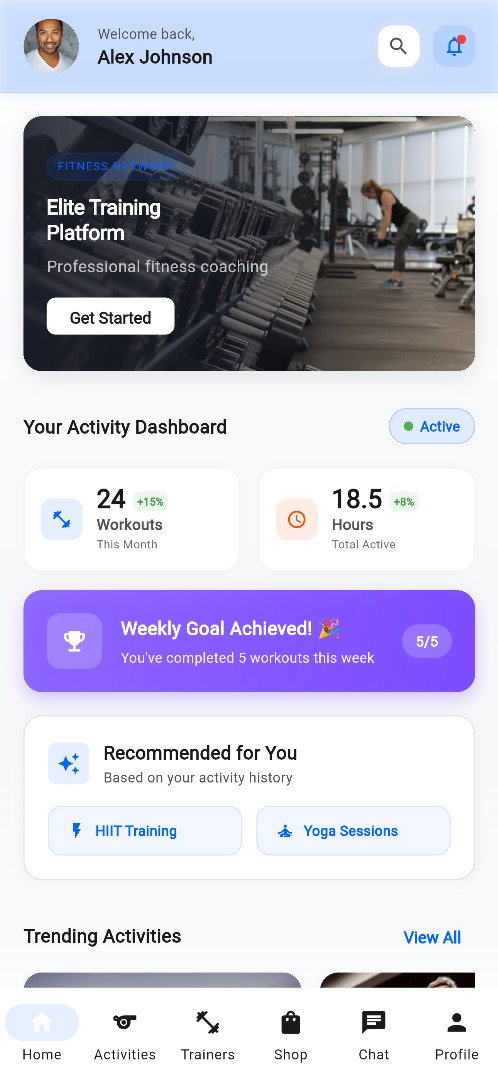 Welcome back,
Alex Johnson
FITNESS NETWORK
Elite Training
Platform
Professional fitness coaching
Get Started
Your Activity Dashboard
Active
24 +15%
Workouts
This Month
18.5 +8%
Hours
Total Active
Weekly Goal Achieved! 🎉
You've completed 5 workouts this week
5/5
Recommended for You
Based on your activity history
HIIT Training
Yoga Sessions
Trending Activities
View All
Home
Activities
Trainers
Shop
Chat
Profile